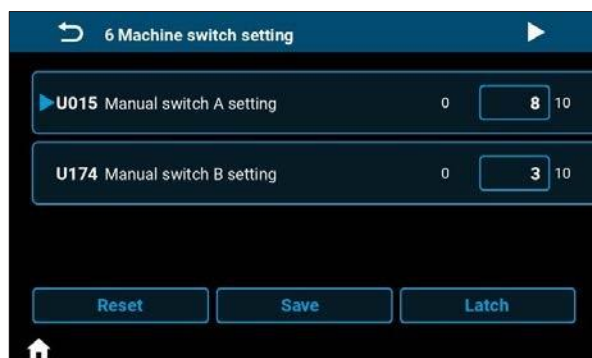 6 Machine switch setting
U015 Manual switch A setting 0 8 10
U174 Manual switch B setting 0 3 10
Reset Save Latch